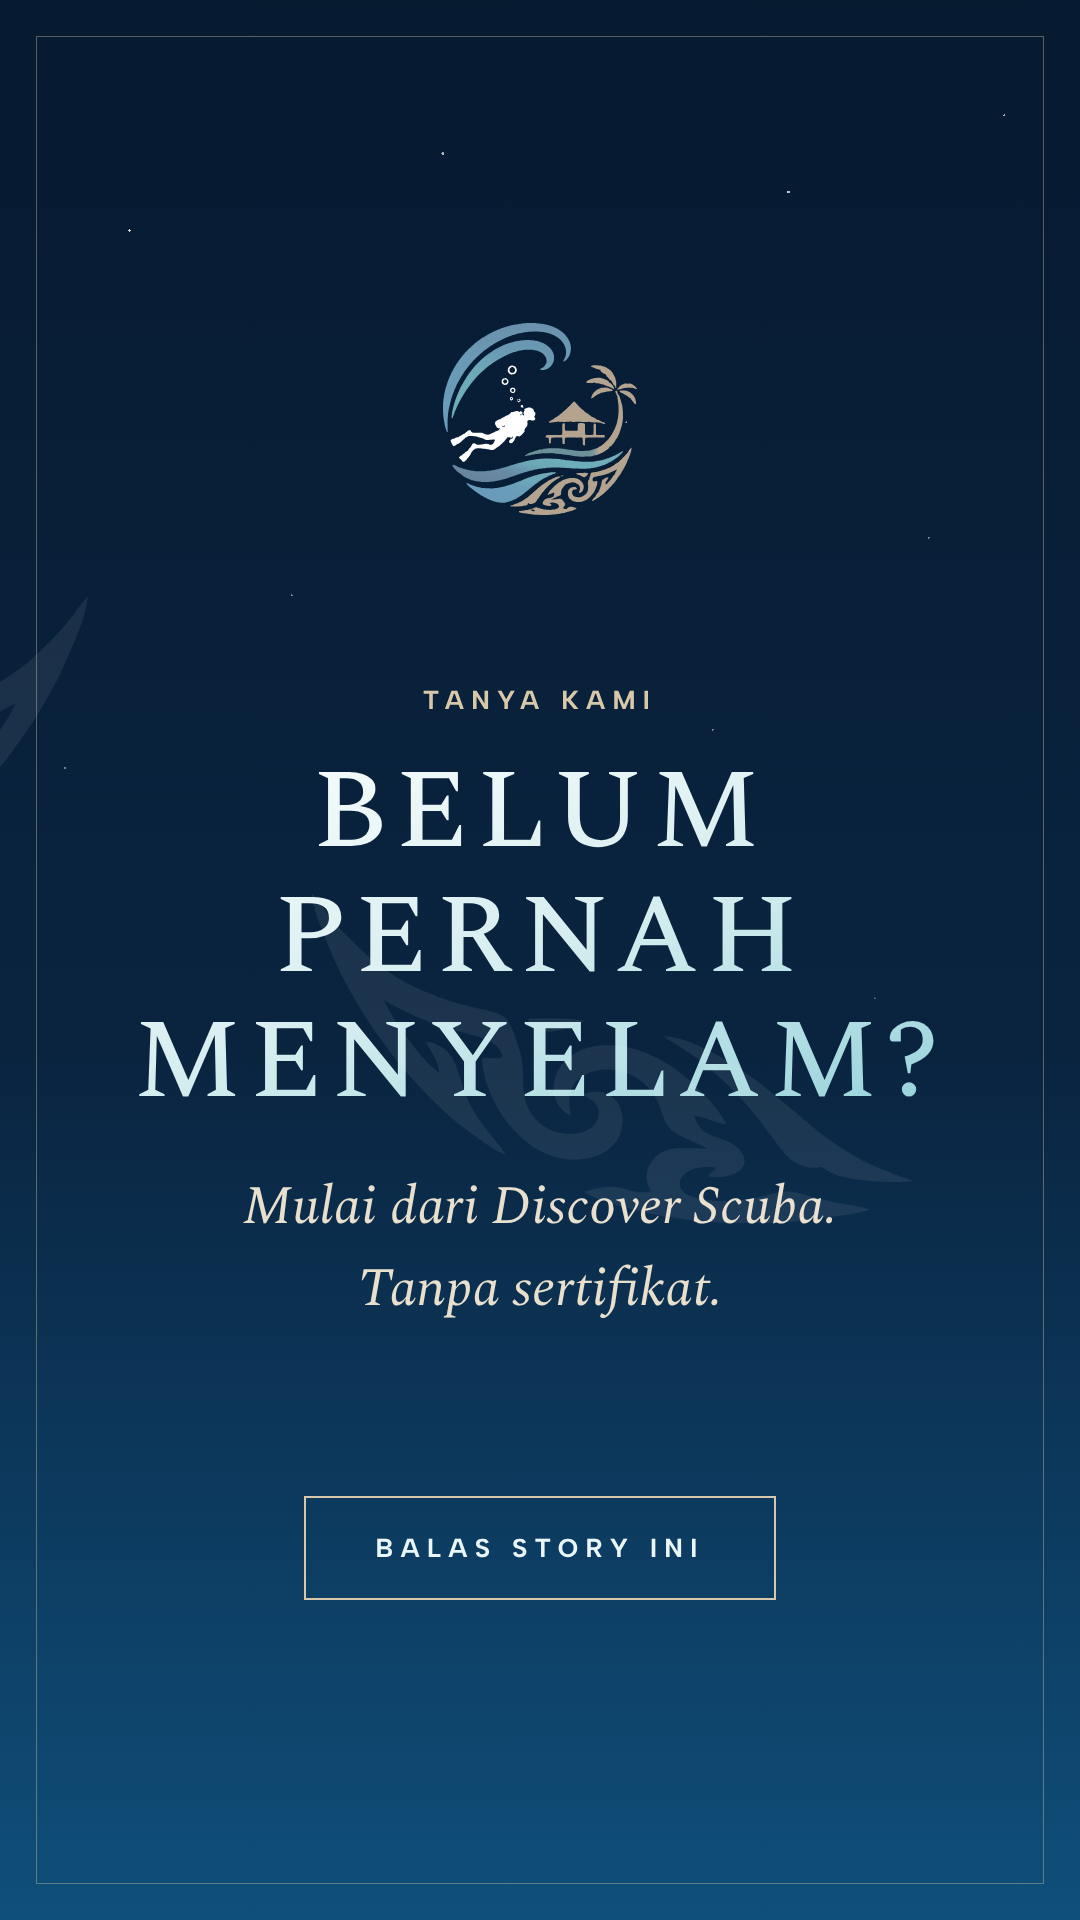 TANYA KAMI
BELUM
PERNAH
MENYELAM?
Mulai dari Discover Scuba.
Tanpa sertifikat.
BALAS STORY INI